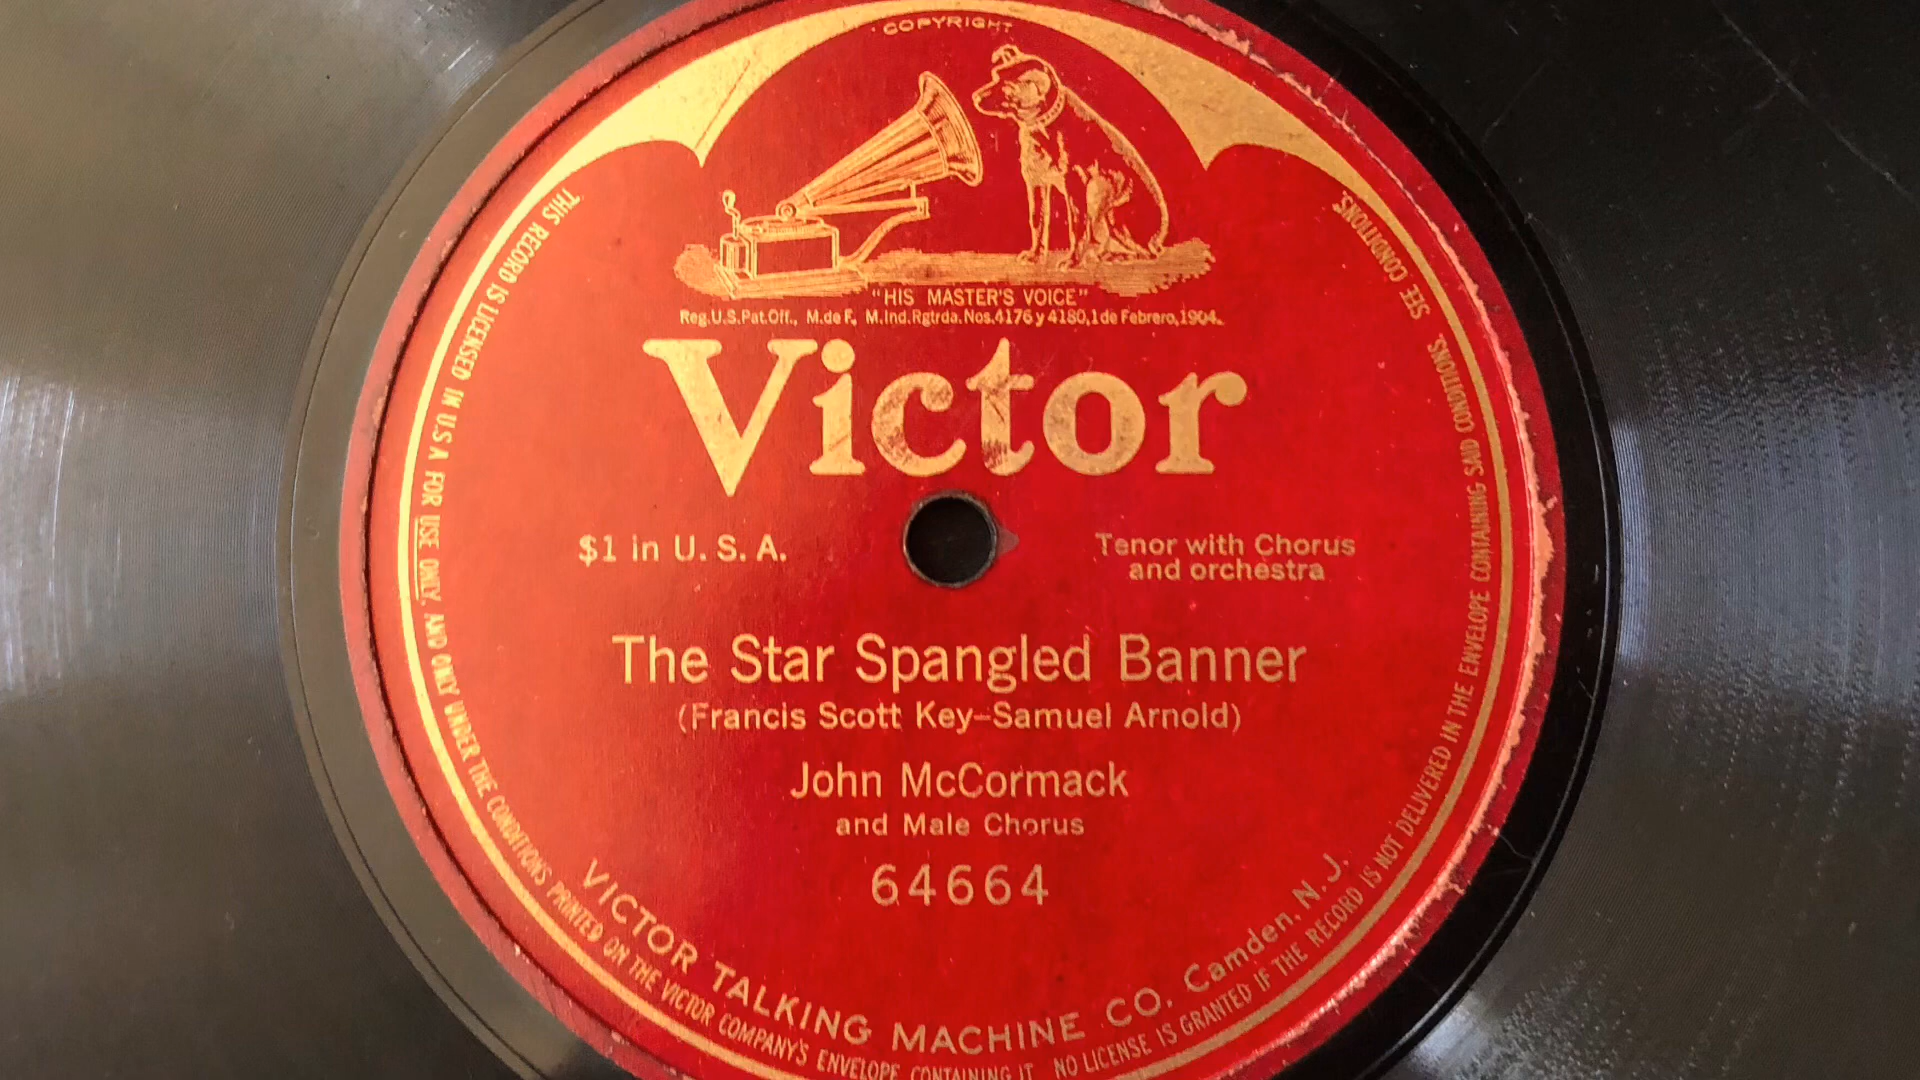 COPYRIGHT
"HIS MASTER'S VOICE"
Reg.U.S.Pat.Off., M.de F., M.Ind.Rgtrda.Nos.4176 y 4180,1 de Febrero,1904.
Victor
$1 in U. S. A.
Tenor with Chorus
and orchestra
The Star Spangled Banner
(Francis Scott Key-Samuel Arnold)
John McCormack
and Male Chorus
64664
VICTOR TALKING MACHINE CO. Camden, N. J.
THIS RECORD IS LICENSED IN U.S.A FOR USE ONLY, AND ONLY UNDER THE CONDITIONS PRINTED ON THE VICTOR COMPANY'S ENVELOPE CONTAINING IT NO LICENSE IS GRANTED IF THE RECORD IS NOT DELIVERED IN THE ENVELOPE CONTAINING SAID CONDITIONS. SEE CONDITIONS.